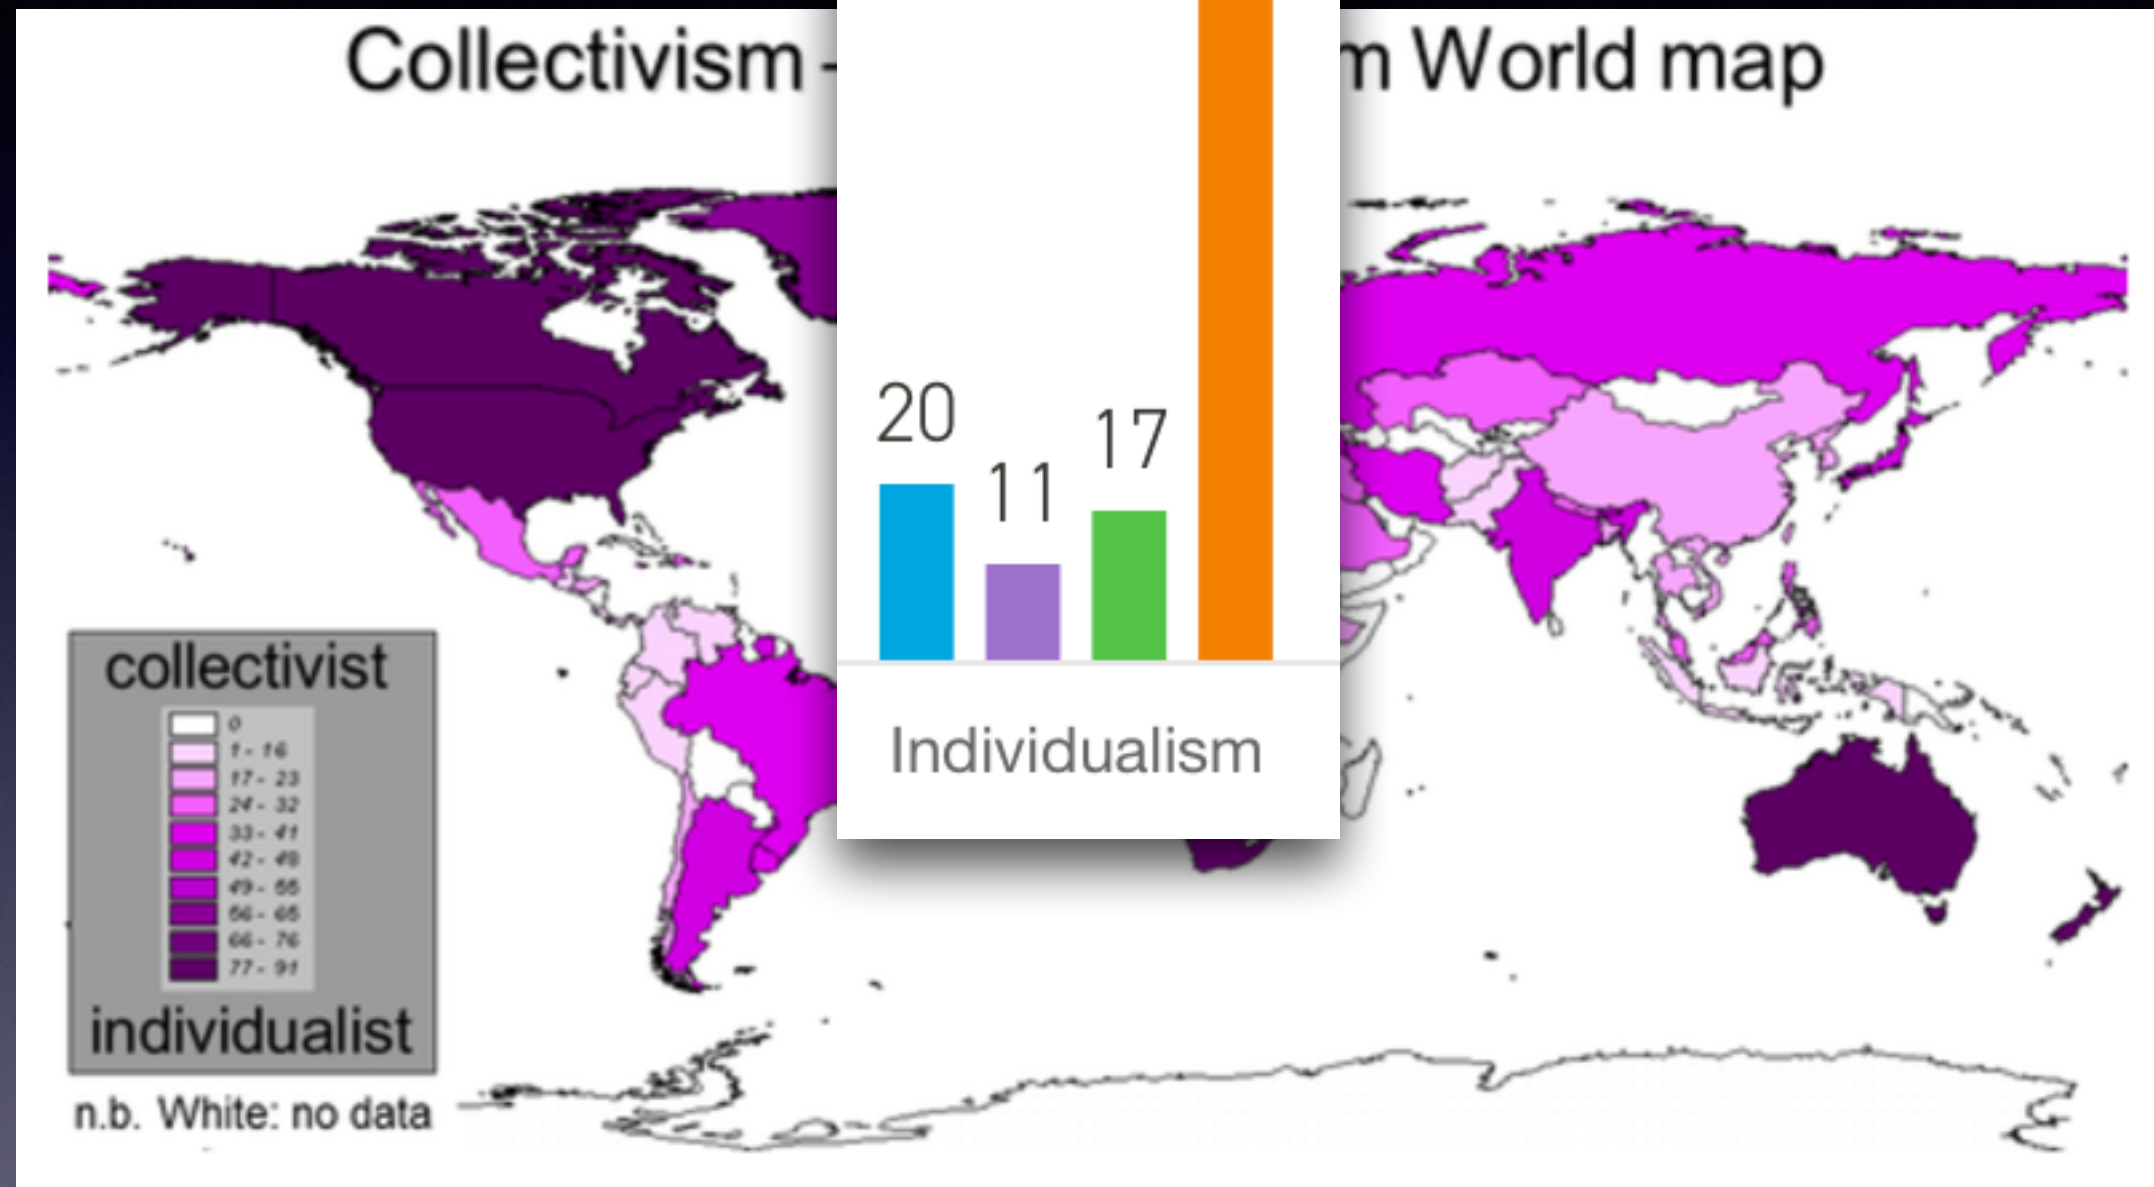 Collectivism -
m World map
20
11
17
Individualism
collectivist
0
1 - 16
17 - 23
24 - 32
33 - 41
42 - 48
49 - 55
56 - 65
66 - 76
77 - 91
individualist
n.b. White: no data